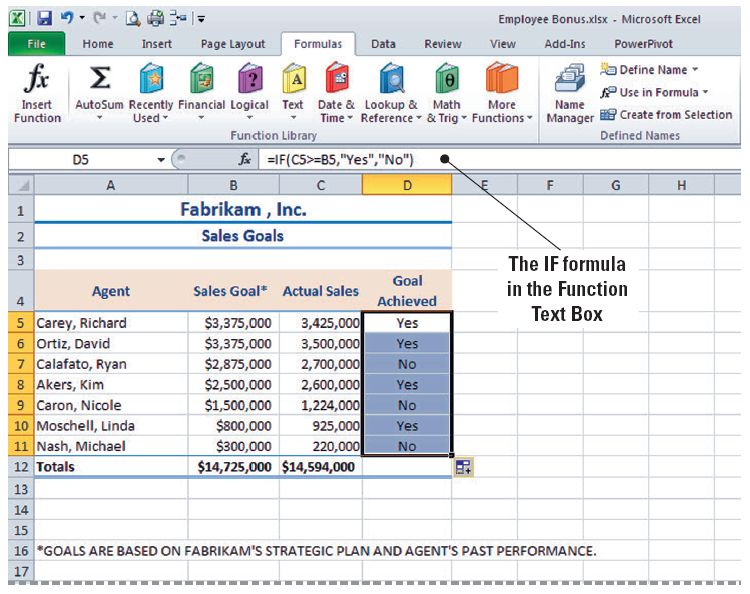 Employee Bonus.xlsx - Microsoft Excel
File Home Insert Page Layout Formulas Data Review View Add-Ins PowerPivot
fx Σ A θ
Insert Function
AutoSum
Recently Used
Financial
Logical
Text
Date & Time
Lookup & Reference
Math & Trig
More Functions
Function Library
Name Manager
Define Name
Use in Formula
Create from Selection
Defined Names
D5 fx =IF(C5>=B5,"Yes","No")
A B C D E F G H
1 Fabrikam , Inc.
2 Sales Goals
3
The IF formula
in the Function
Text Box
4 Agent Sales Goal* Actual Sales Goal Achieved
5 Carey, Richard $3,375,000 3,425,000 Yes
6 Ortiz, David $3,375,000 3,500,000 Yes
7 Calafato, Ryan $2,875,000 2,700,000 No
8 Akers, Kim $2,500,000 2,600,000 Yes
9 Caron, Nicole $1,500,000 1,224,000 No
10 Moschell, Linda $800,000 925,000 Yes
11 Nash, Michael $300,000 220,000 No
12 Totals $14,725,000 $14,594,000
13
14
15
16 *GOALS ARE BASED ON FABRIKAM'S STRATEGIC PLAN AND AGENT'S PAST PERFORMANCE.
17